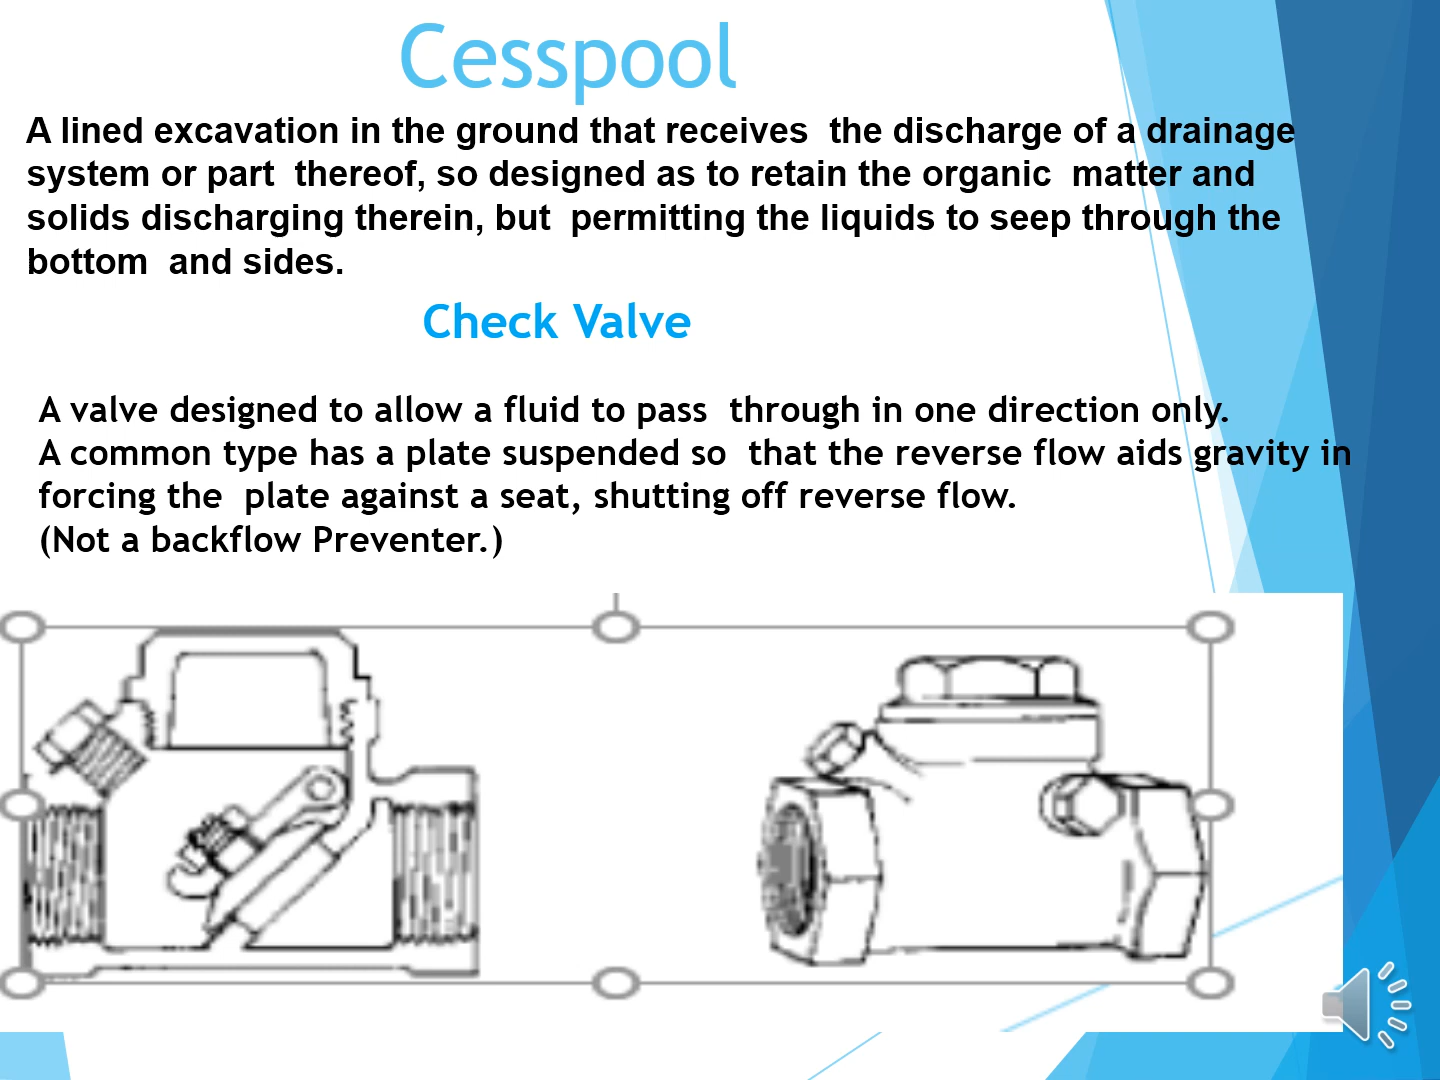 Cesspool
A lined excavation in the ground that receives  the discharge of a drainage
system or part  thereof, so designed as to retain the organic  matter and
solids discharging therein, but  permitting the liquids to seep through the
bottom  and sides.
Check Valve
A valve designed to allow a fluid to pass  through in one direction only.
A common type has a plate suspended so  that the reverse flow aids gravity in
forcing the  plate against a seat, shutting off reverse flow.
(Not a backflow Preventer.)